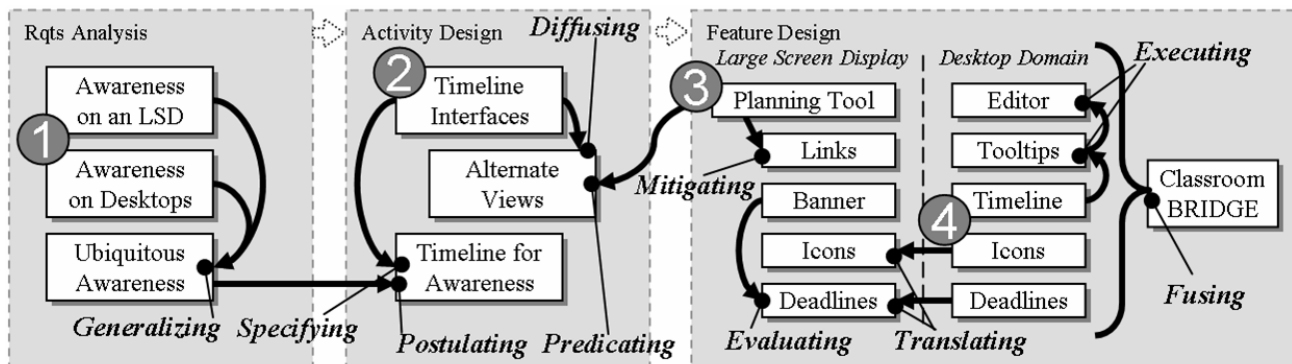 Rqts Analysis
Awareness
on an LSD
1
Awareness
on Desktops
Ubiquitous
Awareness
Generalizing
Activity Design
Diffusing
2
Timeline
Interfaces
Alternate
Views
Timeline for
Awareness
Specifying
Postulating
Predicating
Feature Design
Large Screen Display
3
Planning Tool
Links
Mitigating
Banner
Icons
Deadlines
Evaluating
Desktop Domain
Executing
Editor
Tooltips
Timeline
4
Icons
Deadlines
Translating
Classroom
BRIDGE
Fusing